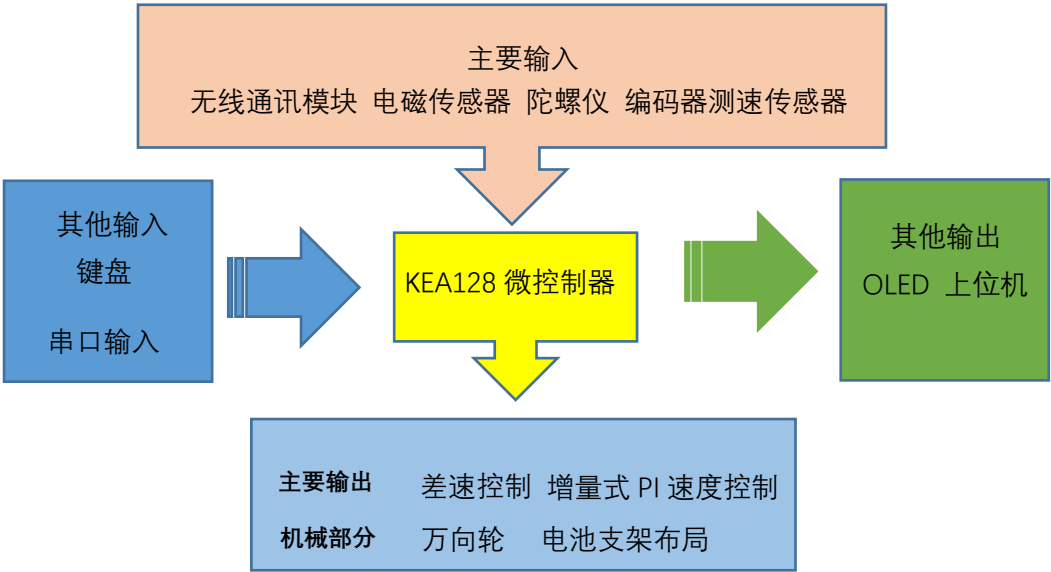 主要输入
无线通讯模块 电磁传感器 陀螺仪 编码器测速传感器
其他输入
键盘
串口输入
KEA128 微控制器
其他输出
OLED 上位机
主要输出 差速控制 增量式 PI 速度控制
机械部分 万向轮 电池支架布局